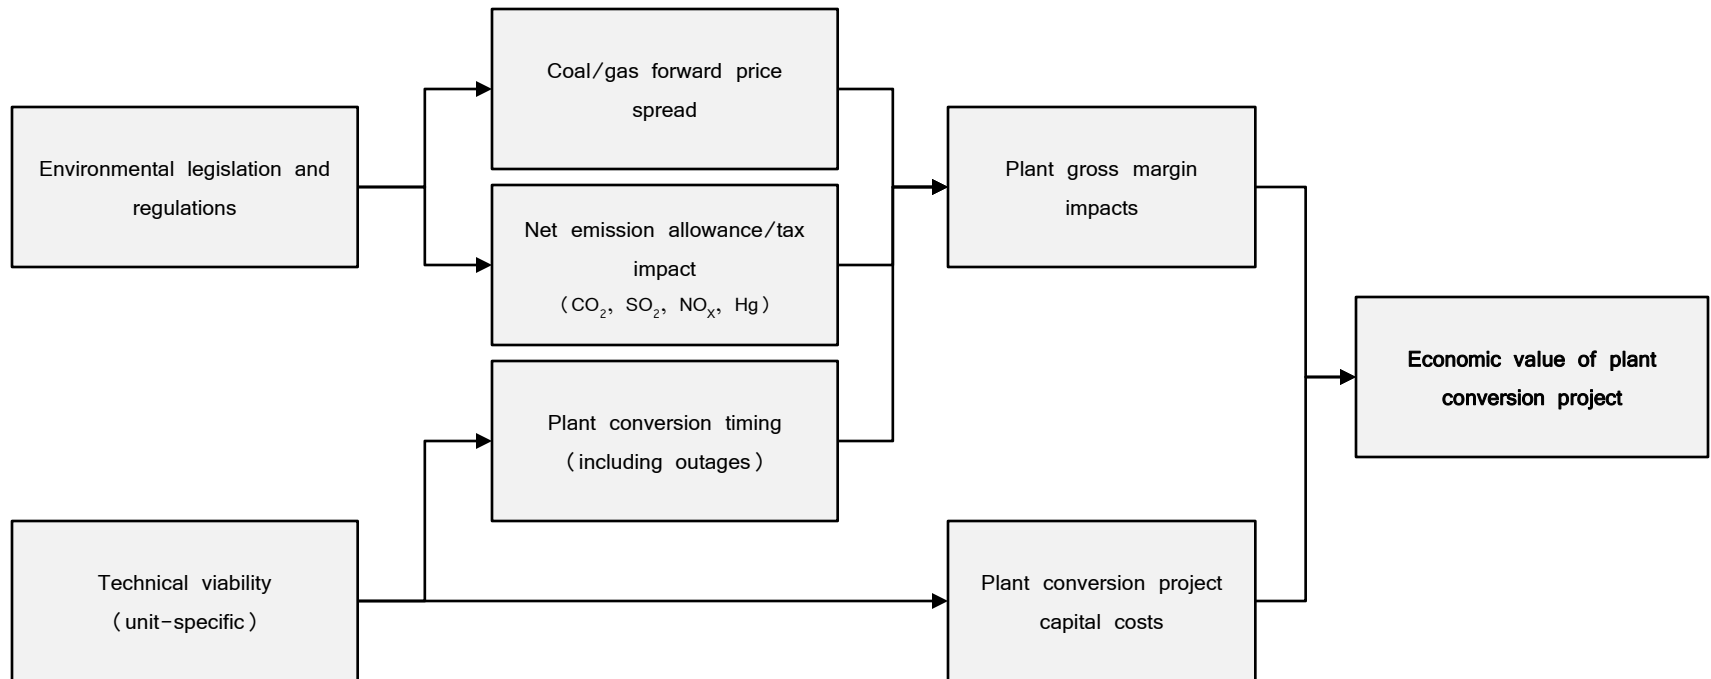 Coal/gas forward price
spread
Environmental legislation and
regulations
Plant gross margin
impacts
Net emission allowance/tax
impact
(CO₂, SO₂, NOₓ, Hg)
Economic value of plant
conversion project
Plant conversion timing
(including outages)
Technical viability
(unit-specific)
Plant conversion project
capital costs